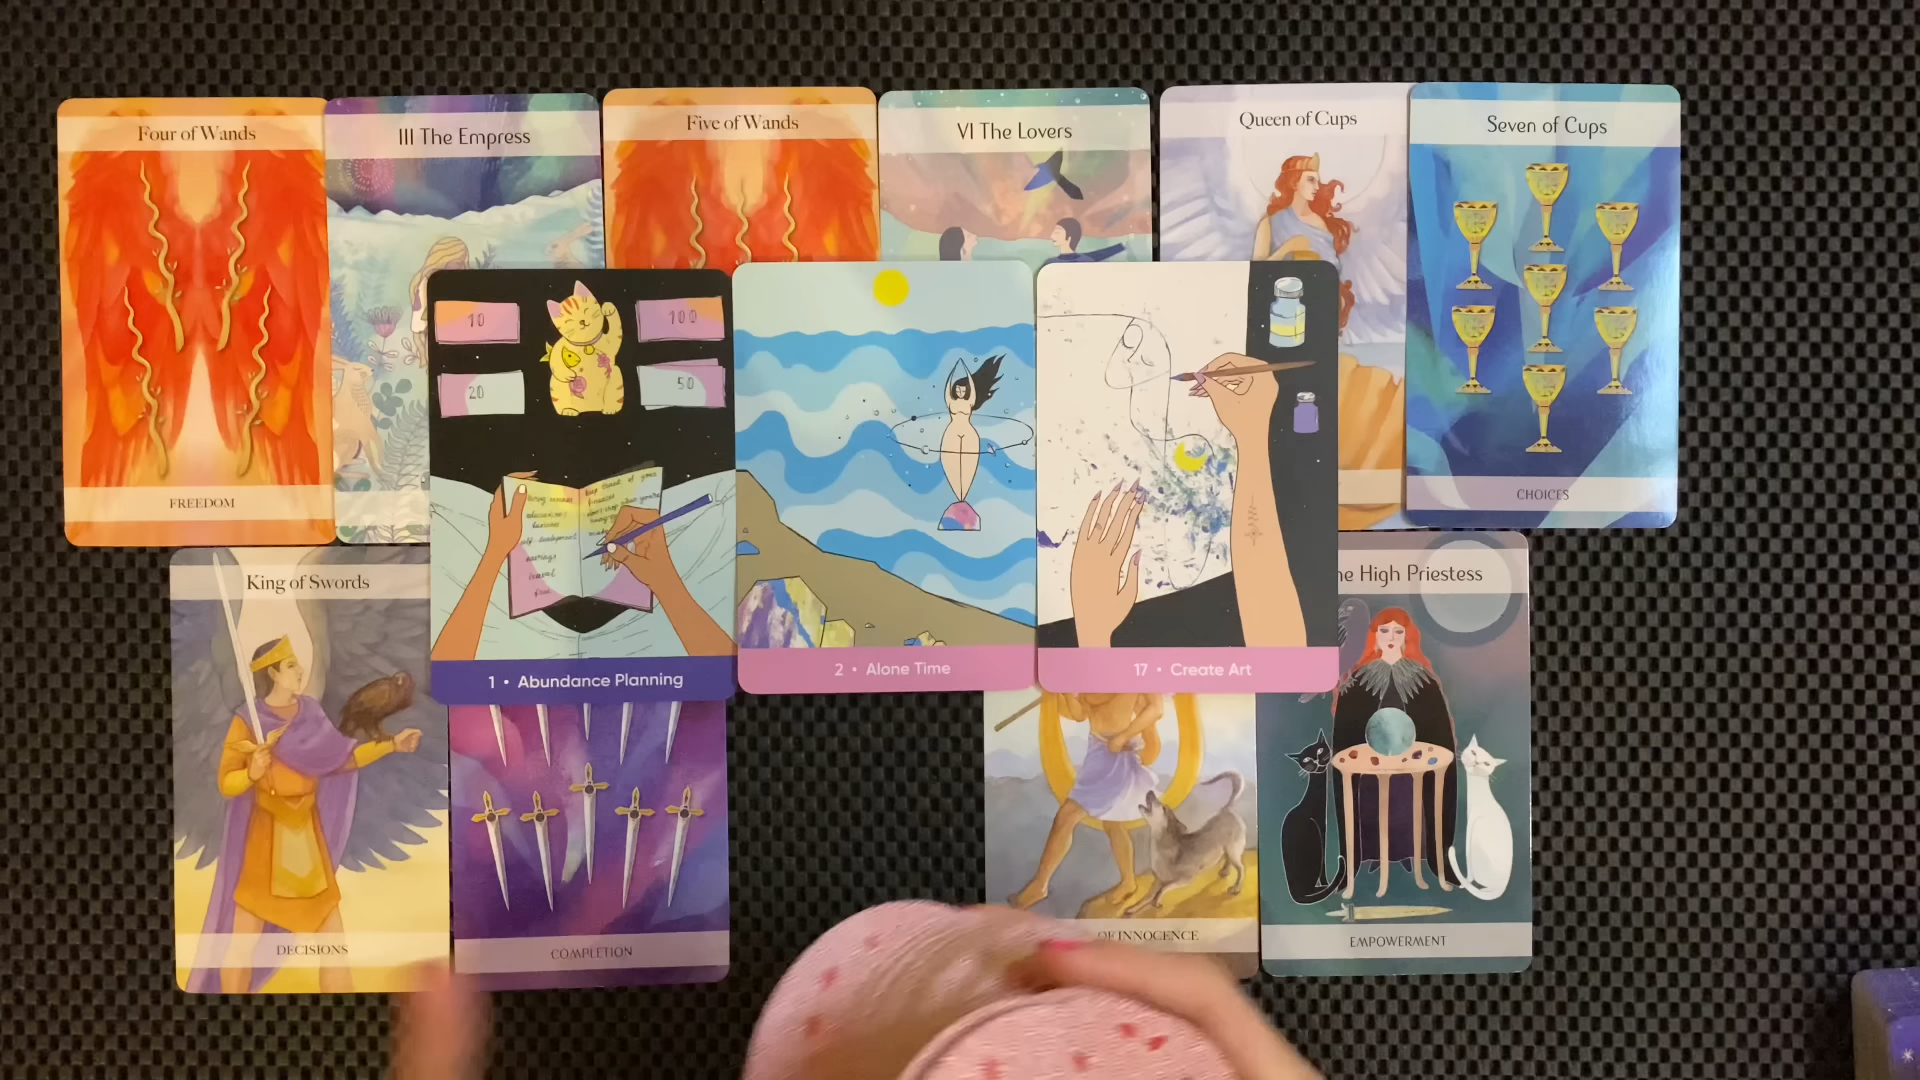 Four of Wands
III The Empress
Five of Wands
VI The Lovers
Queen of Cups
Seven of Cups
10
100
20
50
FREEDOM
CHOICES
King of Swords
he High Priestess
savings
travel
1 • Abundance Planning
2 • Alone Time
17 • Create Art
DECISIONS
COMPLETION
OF INNOCENCE
EMPOWERMENT